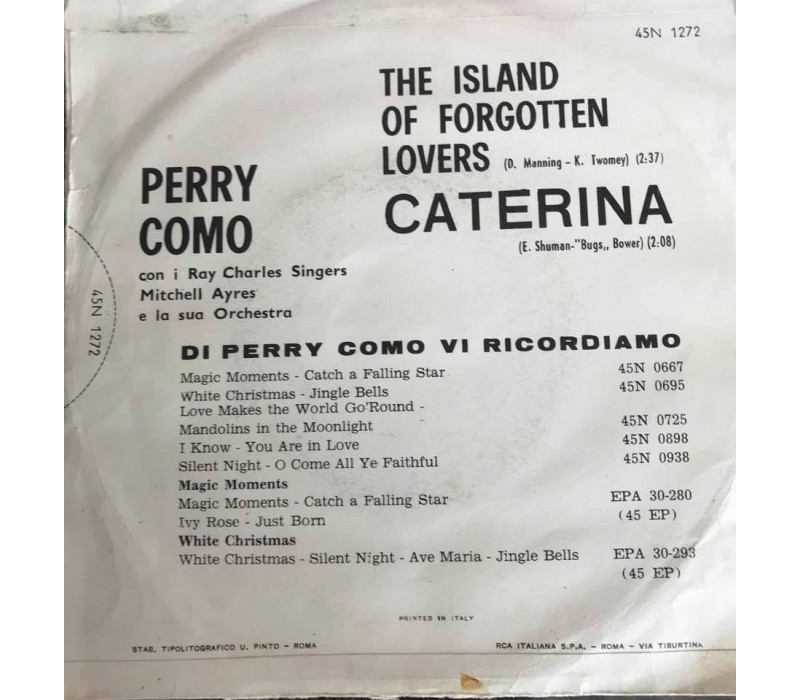 45N 1272
THE ISLAND
OF FORGOTTEN
LOVERS (D. Manning - K. Twomey) (2:37)
CATERINA
(E. Shuman-"Bugs,, Bower) (2:08)
PERRY
COMO
con i Ray Charles Singers
Mitchell Ayres
e la sua Orchestra
45N 1272
DI PERRY COMO VI RICORDIAMO
Magic Moments - Catch a Falling Star 45N 0667
White Christmas - Jingle Bells 45N 0695
Love Makes the World Go'Round -
Mandolins in the Moonlight 45N 0725
I Know - You Are in Love 45N 0898
Silent Night - O Come All Ye Faithful 45N 0938
Magic Moments
Magic Moments - Catch a Falling Star EPA 30-280
Ivy Rose - Just Born (45 EP)
White Christmas
White Christmas - Silent Night - Ave Maria - Jingle Bells EPA 30-293
(45 EP)
PRINTED IN ITALY
STAB. TIPOLITOGRAFICO U. PINTO - ROMA
RCA ITALIANA S.P.A. - ROMA - VIA TIBURTINA